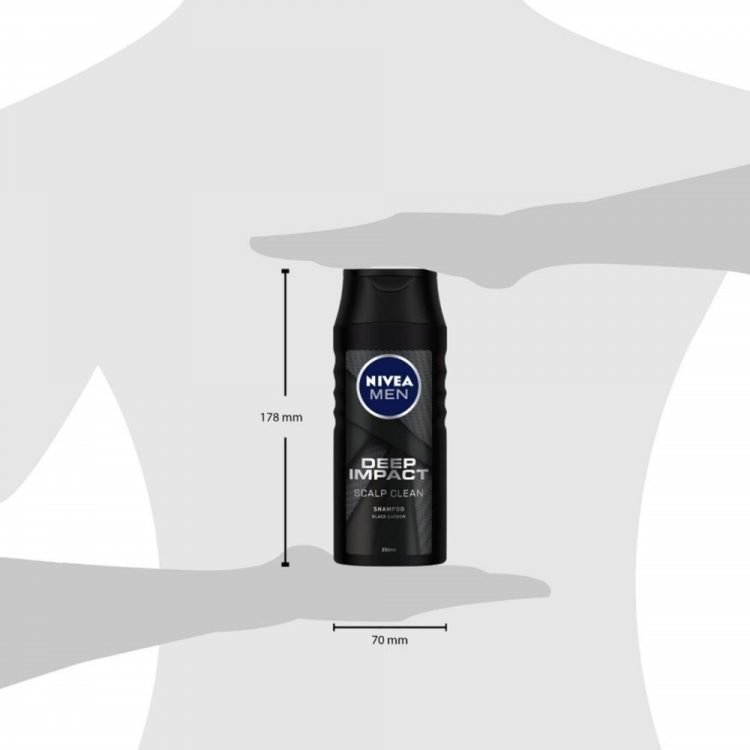 178 mm
NIVEA
MEN
DEEP
IMPACT
SCALP CLEAN
SHAMPOO
BLACK CARBON
250ml
70 mm